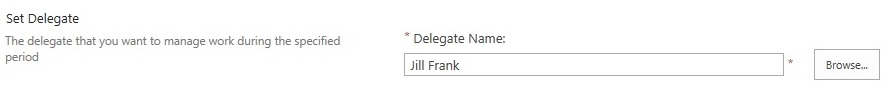 Set Delegate
The delegate that you want to manage work during the specified
period
* Delegate Name:
Jill Frank
*
Browse...